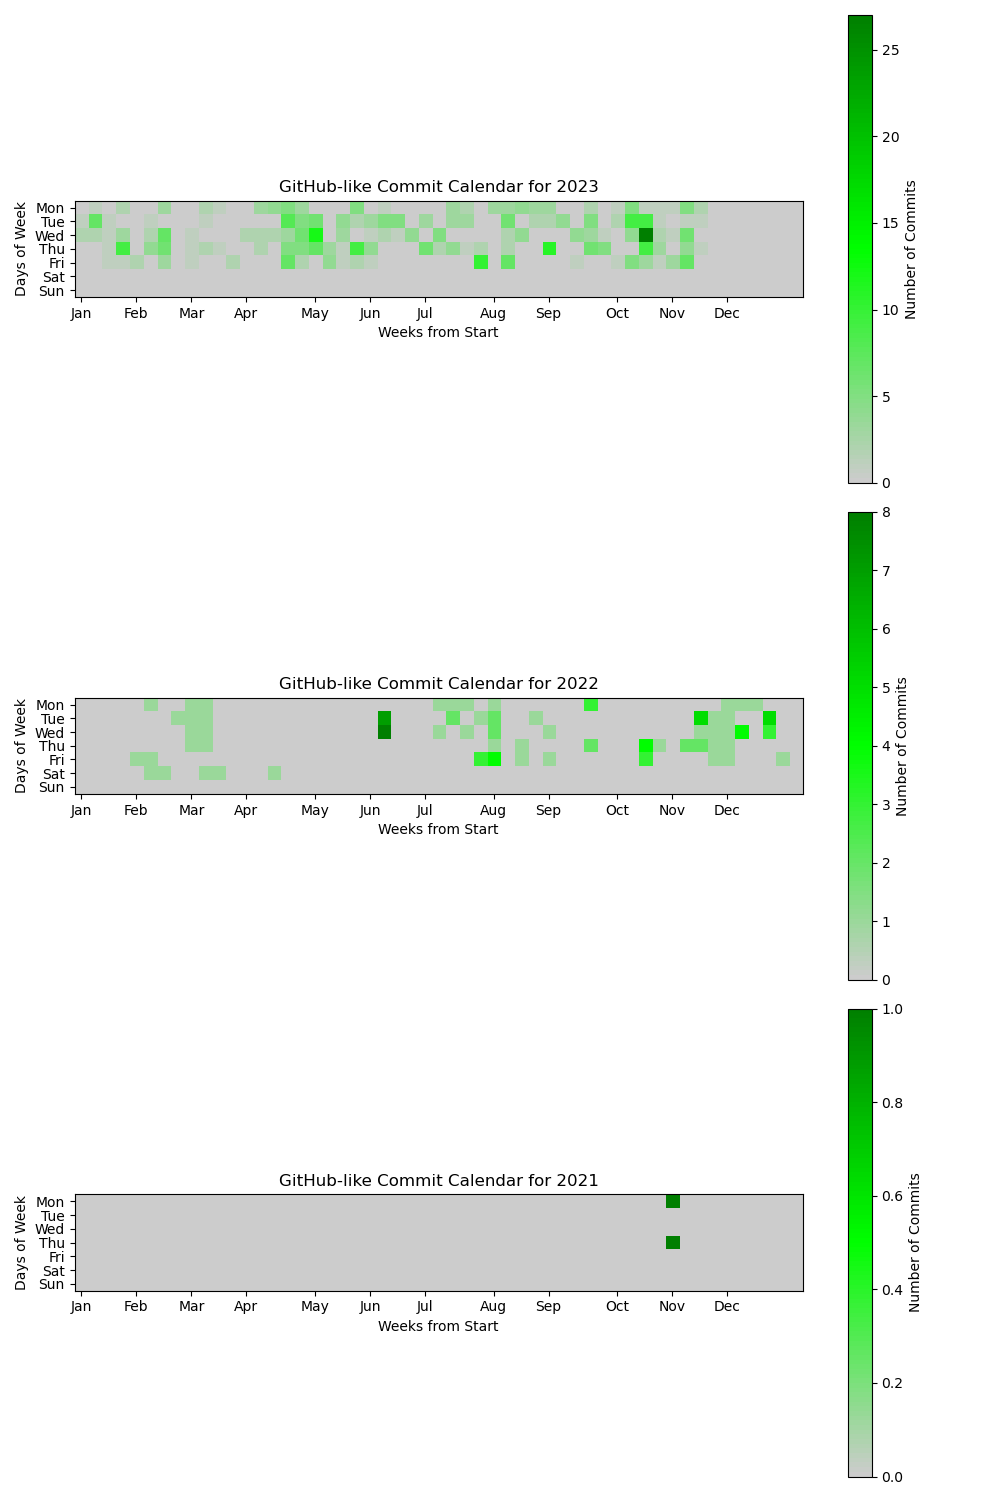 GitHub-like Commit Calendar for 2023
Days of Week
Mon
Tue
Wed
Thu
Fri
Sat
Sun
Jan Feb Mar Apr May Jun Jul Aug Sep Oct Nov Dec
Weeks from Start
25
20
15
10
5
0
Number of Commits
GitHub-like Commit Calendar for 2022
Days of Week
Mon
Tue
Wed
Thu
Fri
Sat
Sun
Jan Feb Mar Apr May Jun Jul Aug Sep Oct Nov Dec
Weeks from Start
8
7
6
5
4
3
2
1
0
Number of Commits
GitHub-like Commit Calendar for 2021
Days of Week
Mon
Tue
Wed
Thu
Fri
Sat
Sun
Jan Feb Mar Apr May Jun Jul Aug Sep Oct Nov Dec
Weeks from Start
1.0
0.8
0.6
0.4
0.2
0.0
Number of Commits